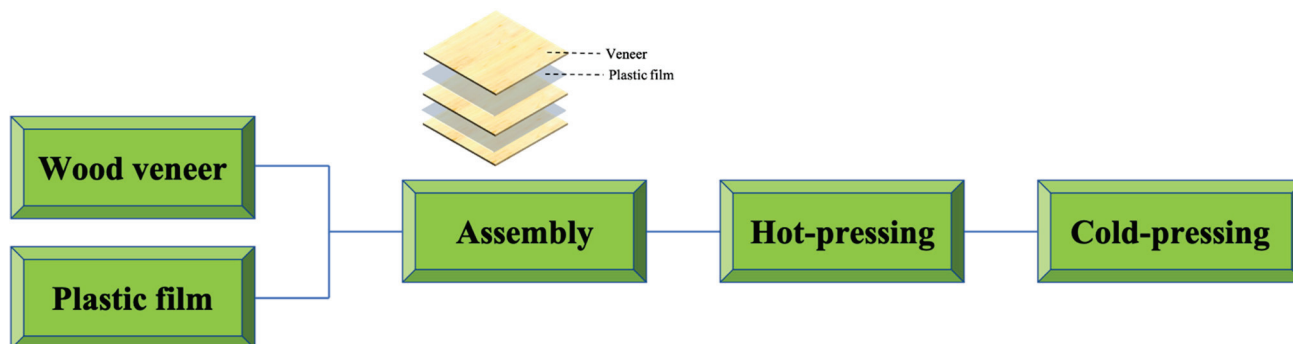 Veneer
Plastic film
Wood veneer
Plastic film
Assembly
Hot-pressing
Cold-pressing